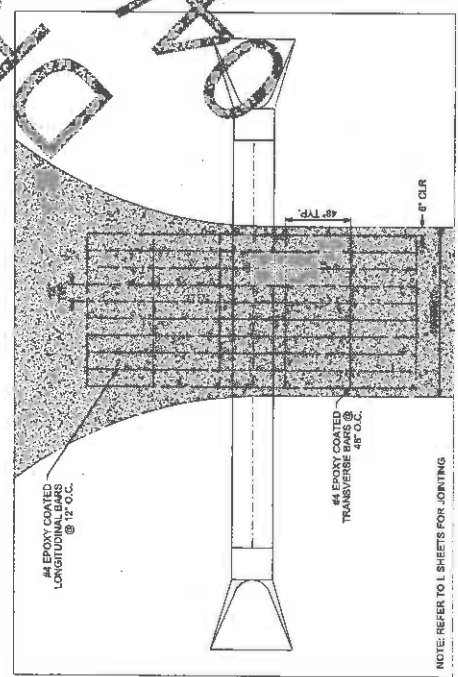 #4 EPOXY COATED
LONGITUDINAL BARS
@ 12" O.C.
48" TYP.
6" CLR
#4 EPOXY COATED
TRANSVERSE BARS @
48" O.C.
NOTE: REFER TO L SHEETS FOR JOINTING